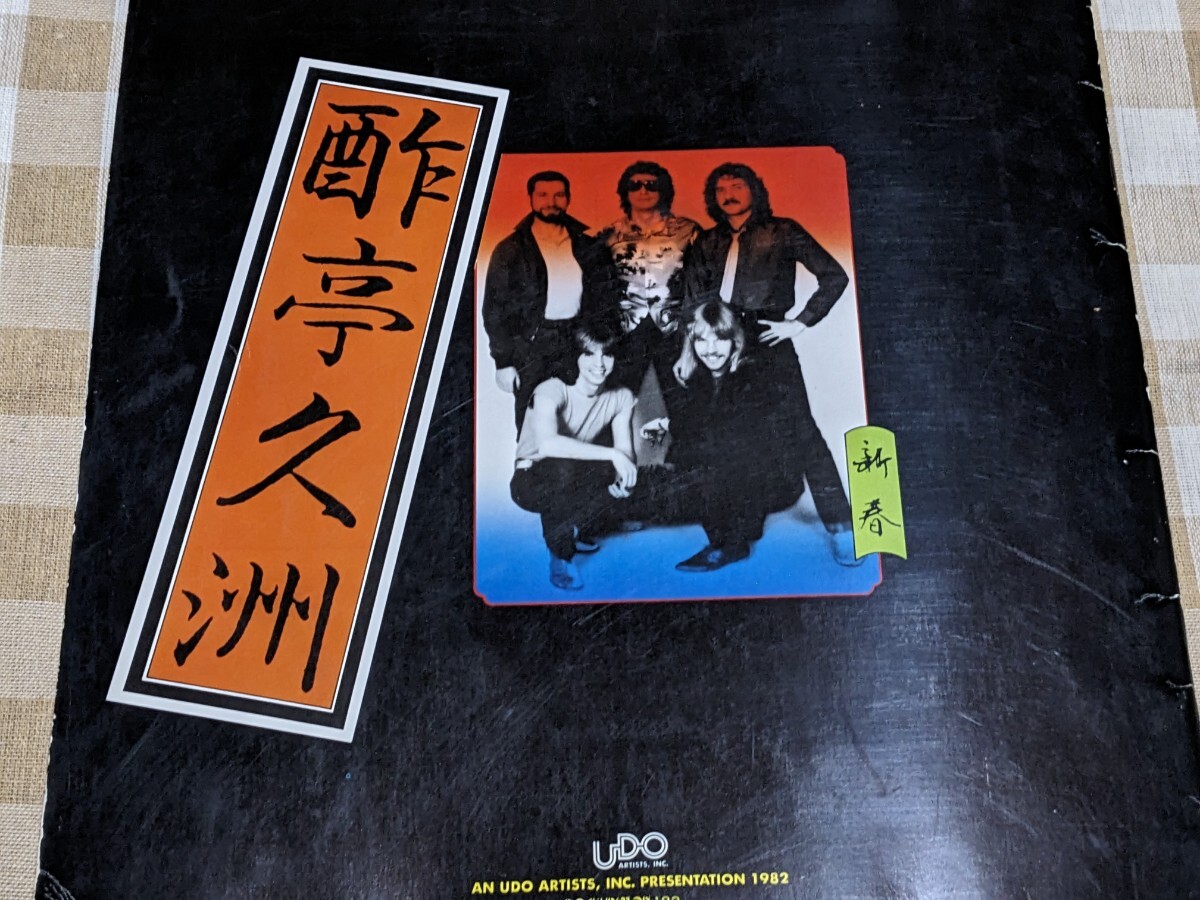 酢亭久洲
新春
UDO
ARTISTS, INC.
AN UDO ARTISTS, INC. PRESENTATION 1982